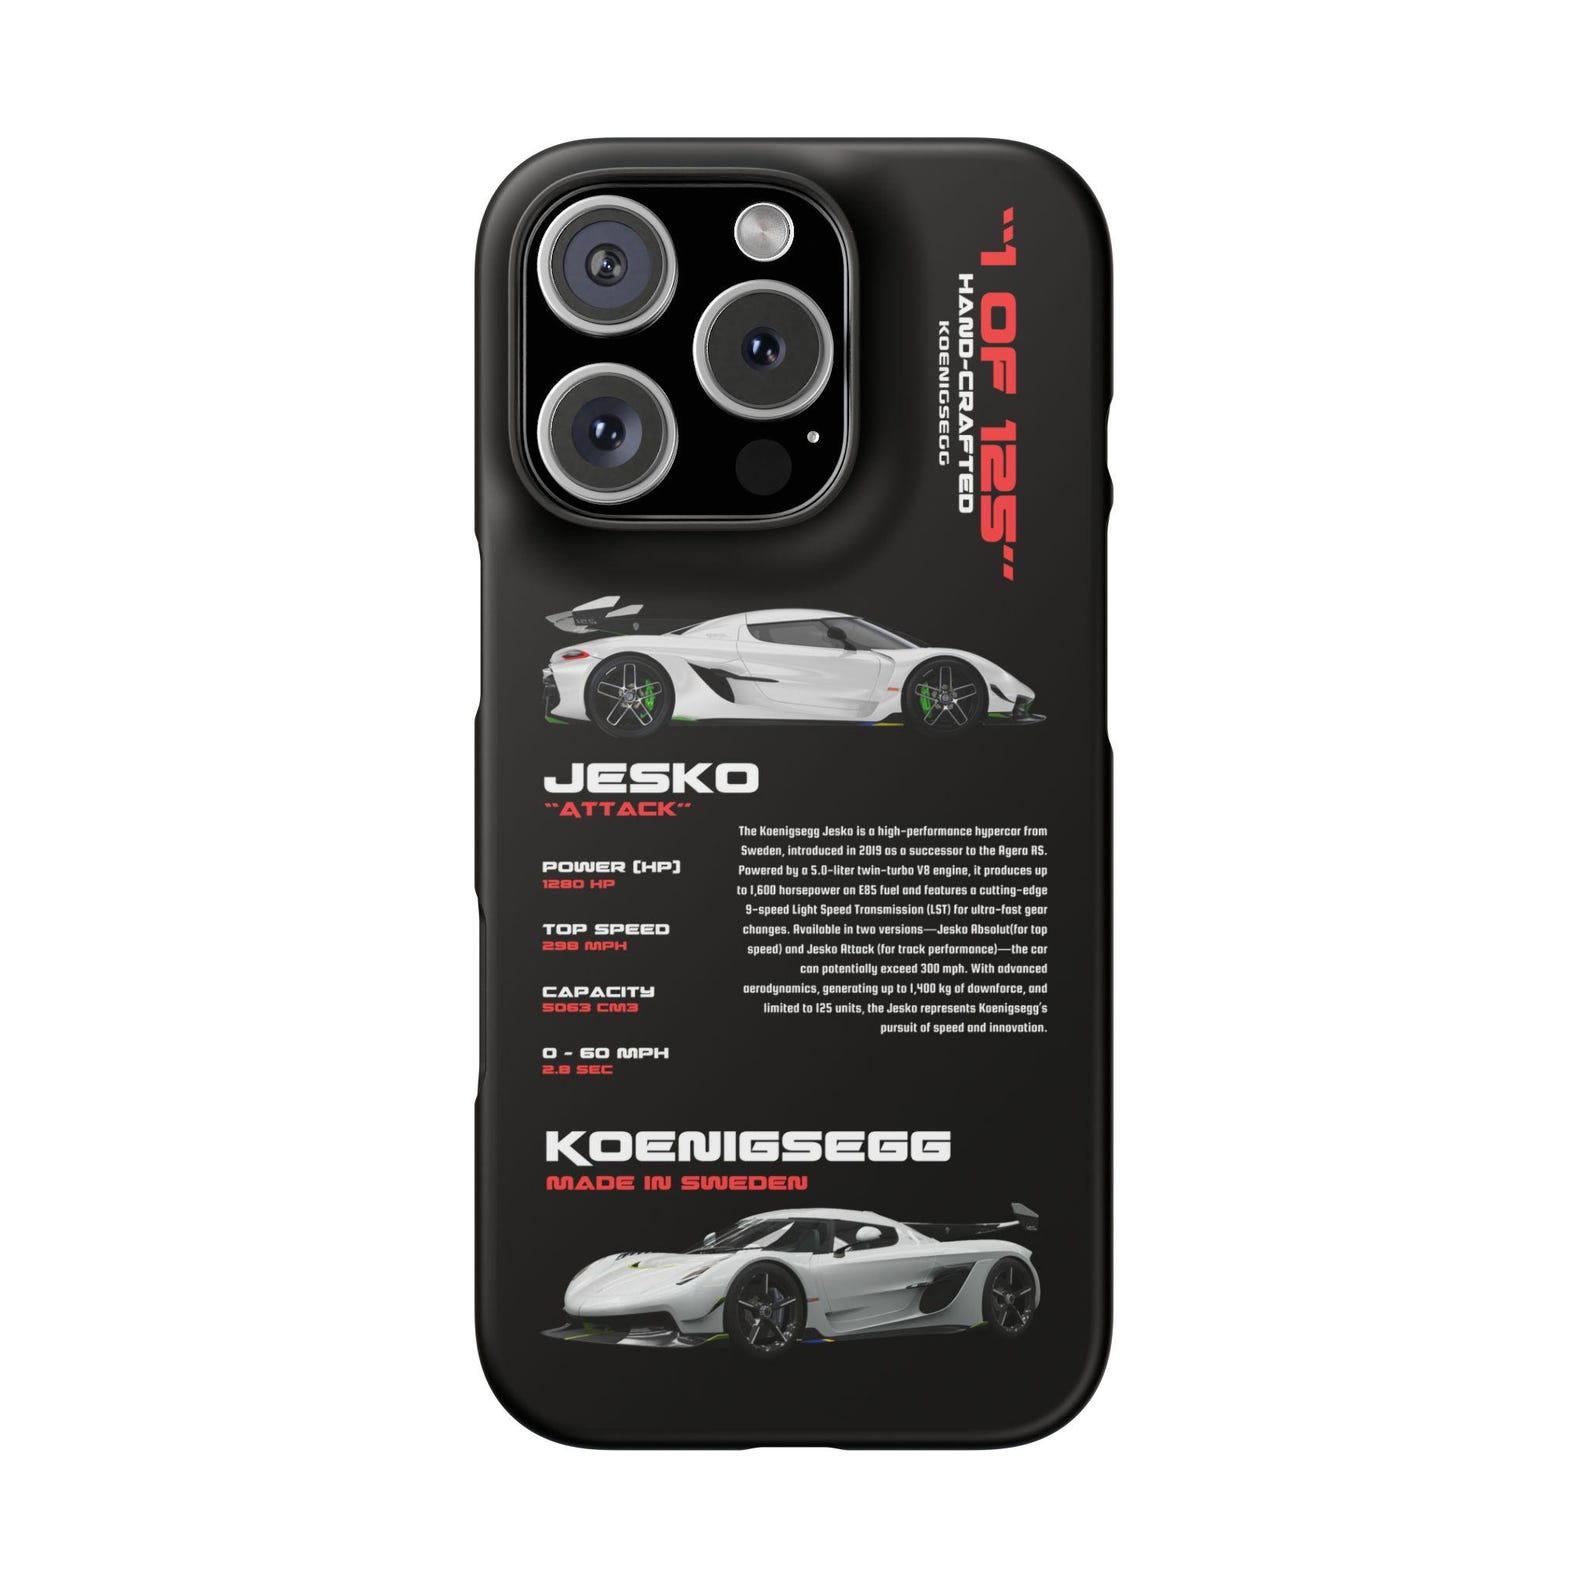 "1 OF 125"
HAND-CRAFTED
KOENIGSEGG
125
JESKO
"ATTACK"
The Koenigsegg Jesko is a high-performance hypercar from
Sweden, introduced in 2019 as a successor to the Agera RS.
Powered by a 5.0-liter twin-turbo V8 engine, it produces up
to 1,600 horsepower on E85 fuel and features a cutting-edge
9-speed Light Speed Transmission (LST) for ultra-fast gear
changes. Available in two versions—Jesko Absolut(for top
speed) and Jesko Attack (for track performance)—the car
can potentially exceed 300 mph. With advanced
aerodynamics, generating up to 1,400 kg of downforce, and
limited to 125 units, the Jesko represents Koenigsegg's
pursuit of speed and innovation.
POWER (HP)
1280 HP
TOP SPEED
298 MPH
CAPACITY
5063 CM3
0 - 60 MPH
2.8 SEC
KOENIGSEGG
MADE IN SWEDEN